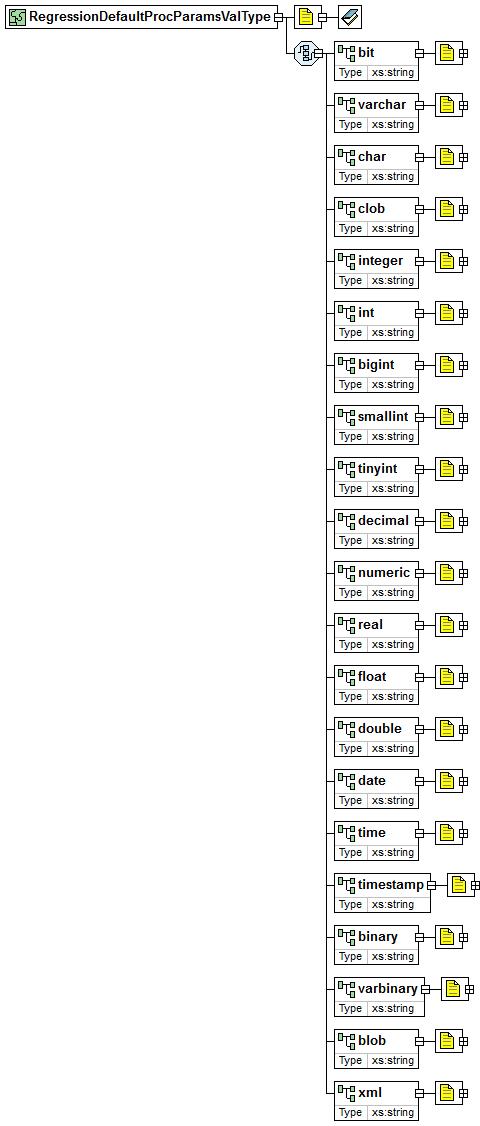 RegressionDefaultProcParamsValType
bit
Type xs:string
varchar
Type xs:string
char
Type xs:string
clob
Type xs:string
integer
Type xs:string
int
Type xs:string
bigint
Type xs:string
smallint
Type xs:string
tinyint
Type xs:string
decimal
Type xs:string
numeric
Type xs:string
real
Type xs:string
float
Type xs:string
double
Type xs:string
date
Type xs:string
time
Type xs:string
timestamp
Type xs:string
binary
Type xs:string
varbinary
Type xs:string
blob
Type xs:string
xml
Type xs:string